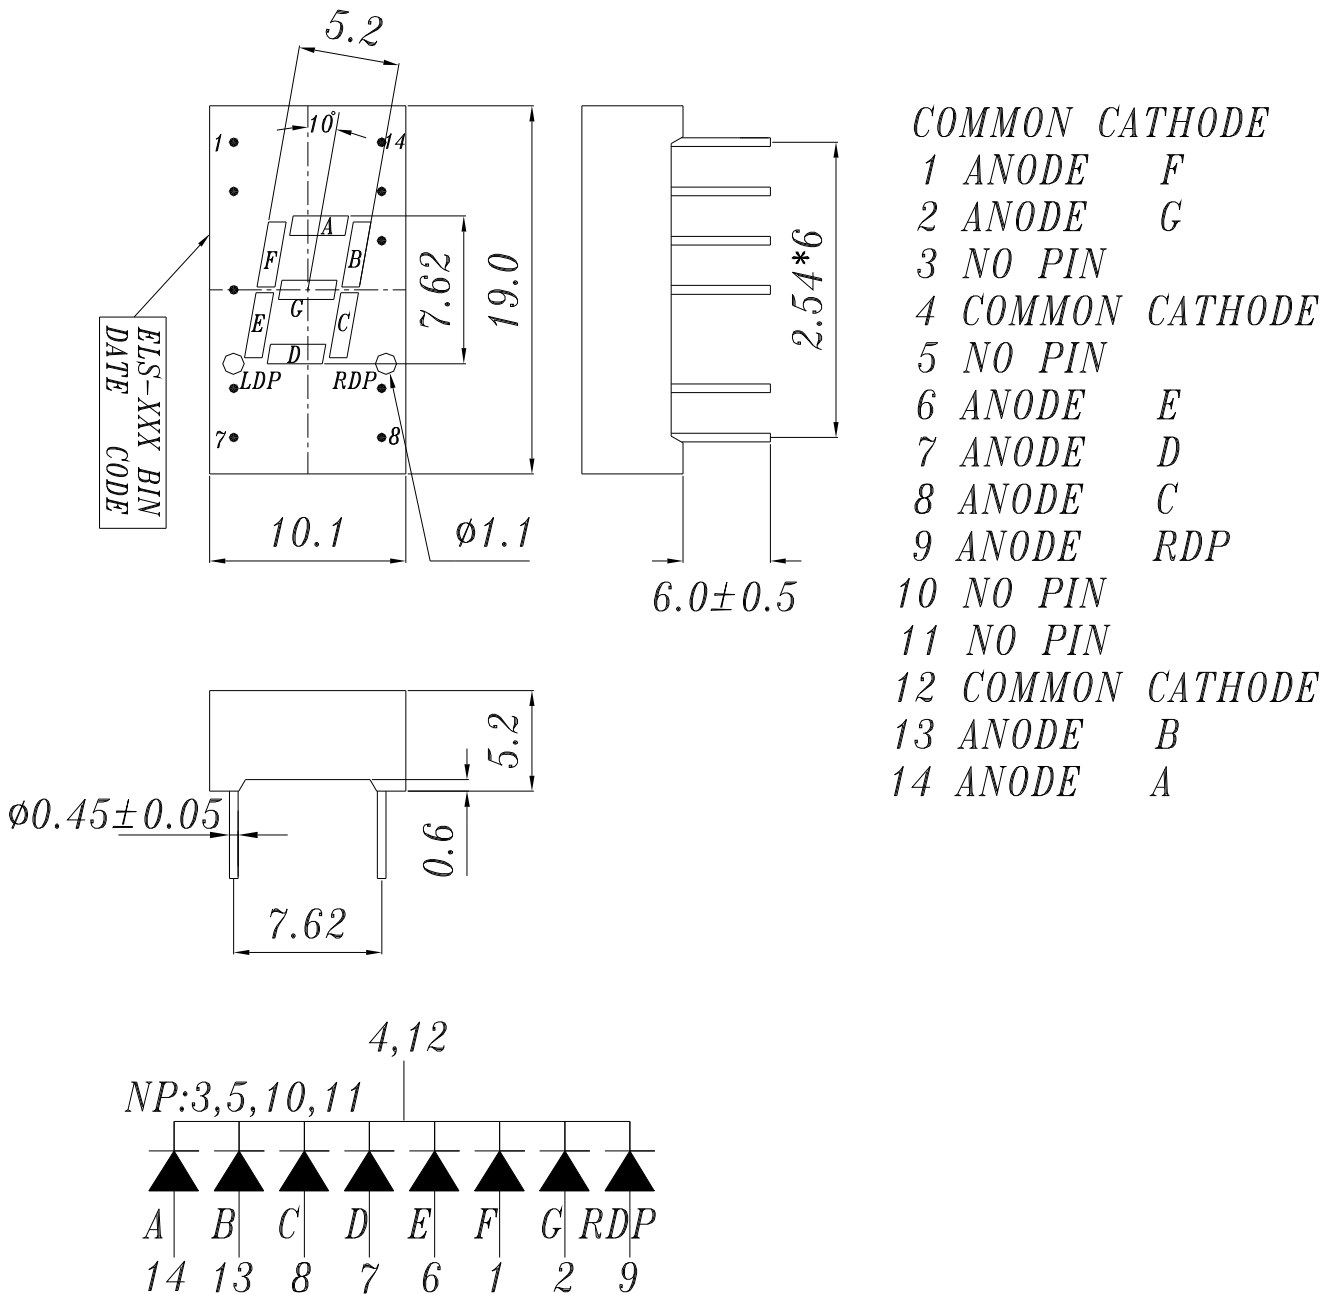 5.2
10°
1
14
A
F
B
G
E
C
D
LDP
RDP
7
8
7.62
19.0
ELS-XXX BIN
DATE CODE
10.1
ø1.1
2.54*6
6.0±0.5
COMMON CATHODE
1 ANODE F
2 ANODE G
3 NO PIN
4 COMMON CATHODE
5 NO PIN
6 ANODE E
7 ANODE D
8 ANODE C
9 ANODE RDP
10 NO PIN
11 NO PIN
12 COMMON CATHODE
13 ANODE B
14 ANODE A
5.2
ø0.45±0.05
0.6
7.62
4,12
NP:3,5,10,11
A B C D E F G RDP
14 13 8 7 6 1 2 9